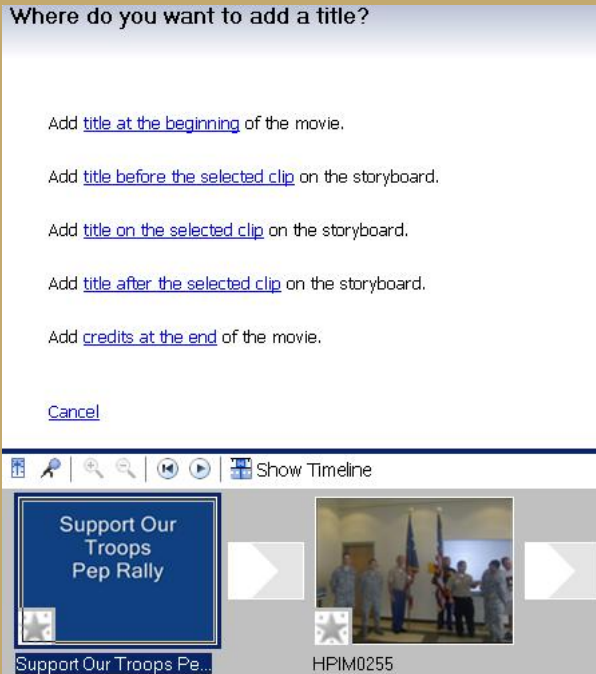 Where do you want to add a title?
Add title at the beginning of the movie.
Add title before the selected clip on the storyboard.
Add title on the selected clip on the storyboard.
Add title after the selected clip on the storyboard.
Add credits at the end of the movie.
Cancel
Show Timeline
Support Our
Troops
Pep Rally
Support Our Troops Pe...
HPIM0255